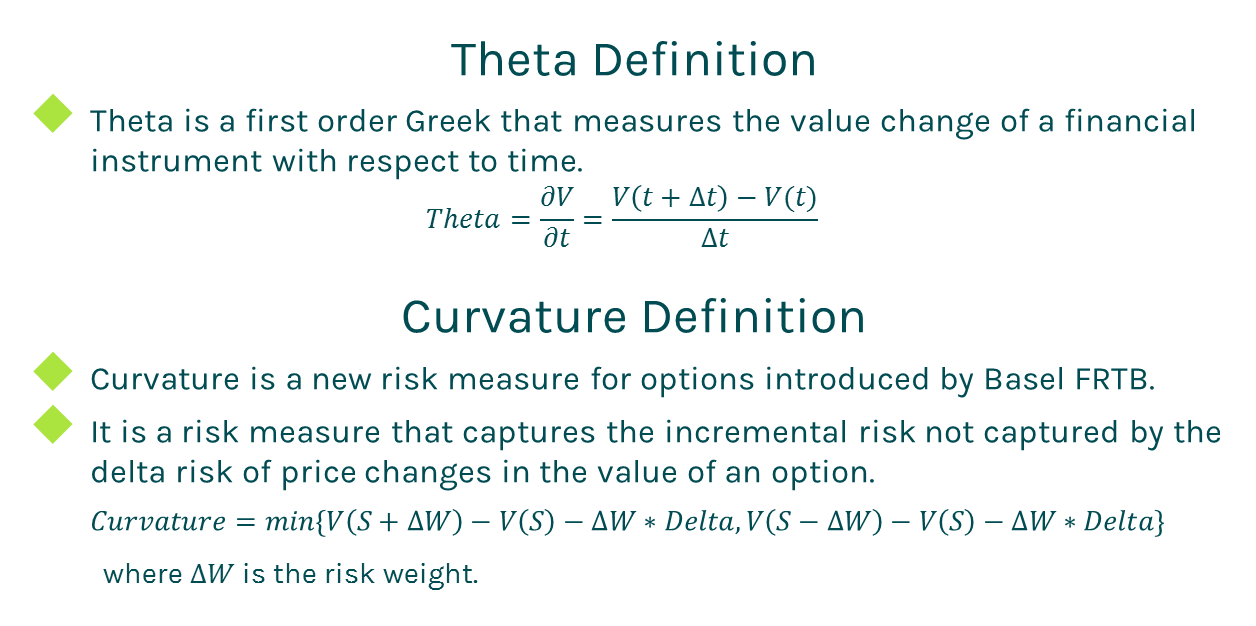 Theta Definition
Theta is a first order Greek that measures the value change of a financial
instrument with respect to time.
Theta = ∂V/∂t = (V(t + Δt) − V(t))/Δt
Curvature Definition
Curvature is a new risk measure for options introduced by Basel FRTB.
It is a risk measure that captures the incremental risk not captured by the
delta risk of price changes in the value of an option.
Curvature = min{V(S + ΔW) − V(S) − ΔW * Delta, V(S − ΔW) − V(S) − ΔW * Delta}
where ΔW is the risk weight.